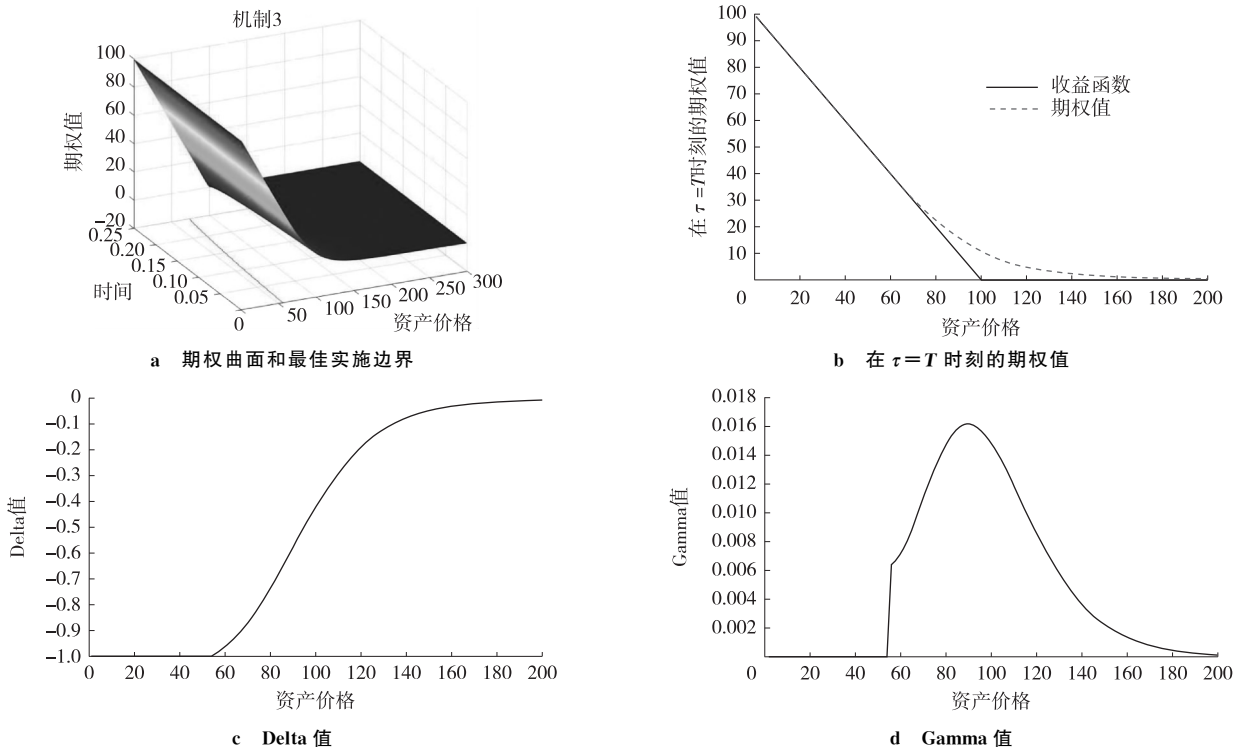 机制3
期权值
100
80
60
40
20
0
-20
0.25
0.20
0.15
0.10
0.05
0
时间
50
100
150
200
250
300
资产价格
a 期权曲面和最佳实施边界
在 τ=T时刻的期权值
100
90
80
70
60
50
40
30
20
10
收益函数
期权值
0 20 40 60 80 100 120 140 160 180 200
资产价格
b 在 τ=T 时刻的期权值
Delta值
0
-0.1
-0.2
-0.3
-0.4
-0.5
-0.6
-0.7
-0.8
-0.9
-1.0
0 20 40 60 80 100 120 140 160 180 200
资产价格
c Delta 值
Gamma值
0.018
0.016
0.014
0.012
0.010
0.008
0.006
0.004
0.002
0 20 40 60 80 100 120 140 160 180 200
资产价格
d Gamma 值